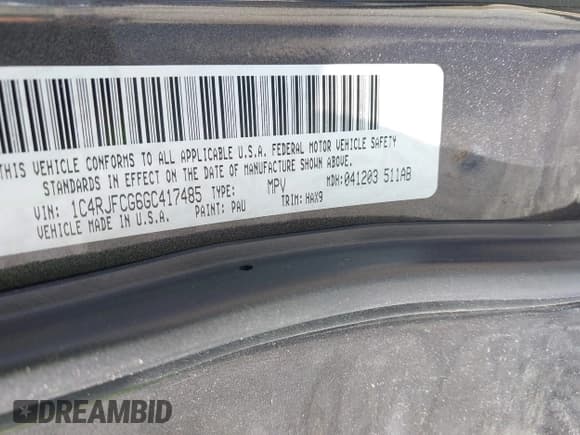 THIS VEHICLE CONFORMS TO ALL APPLICABLE U.S.A. FEDERAL MOTOR VEHICLE SAFETY
STANDARDS IN EFFECT ON THE DATE OF MANUFACTURE SHOWN ABOVE.
VIN: 1C4RJFCG6GC417485 TYPE: MPV MDH: 041203 511AB
VEHICLE MADE IN U.S.A. PAINT: PAU TRIM: HAX9
DREAMBID